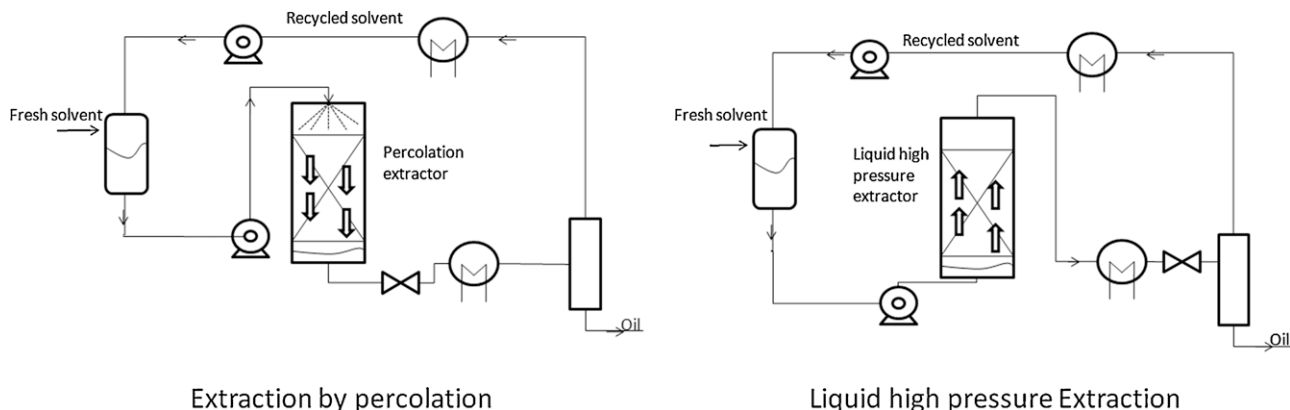 Recycled solvent
Fresh solvent
Percolation
extractor
Oil
Extraction by percolation
Recycled solvent
Fresh solvent
Liquid high
pressure
extractor
Oil
Liquid high pressure Extraction